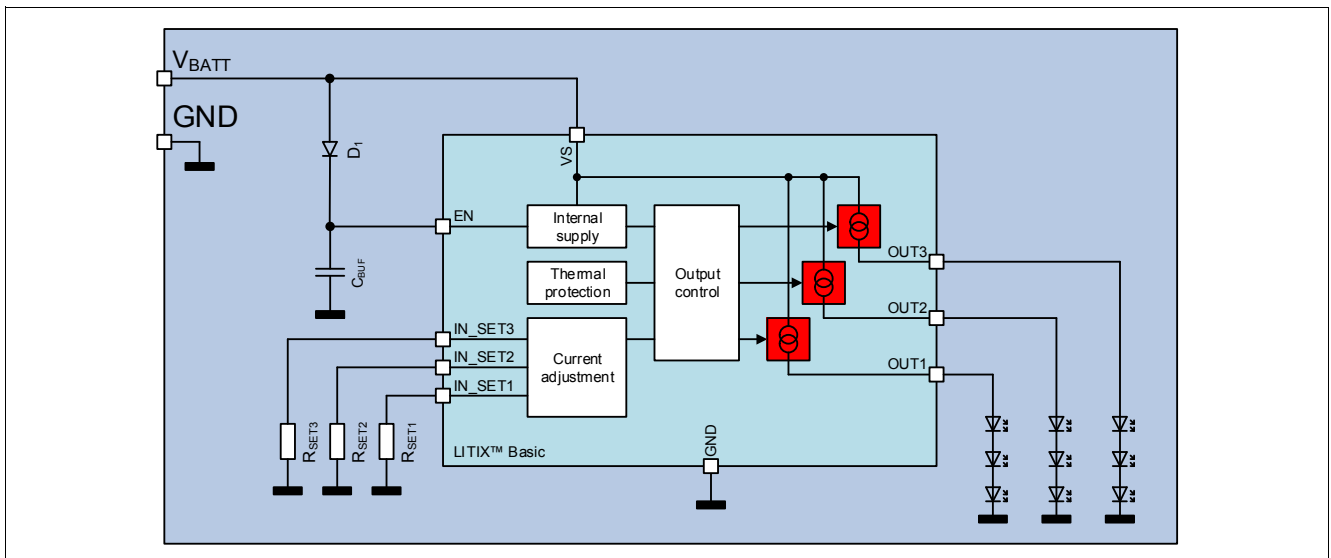 VBATT
GND
D1
VS
EN
Internal
supply
Thermal
protection
Output
control
CBUF
OUT3
OUT2
OUT1
IN_SET3
IN_SET2
IN_SET1
Current
adjustment
RSET3
RSET2
RSET1
LITIX™ Basic
GND